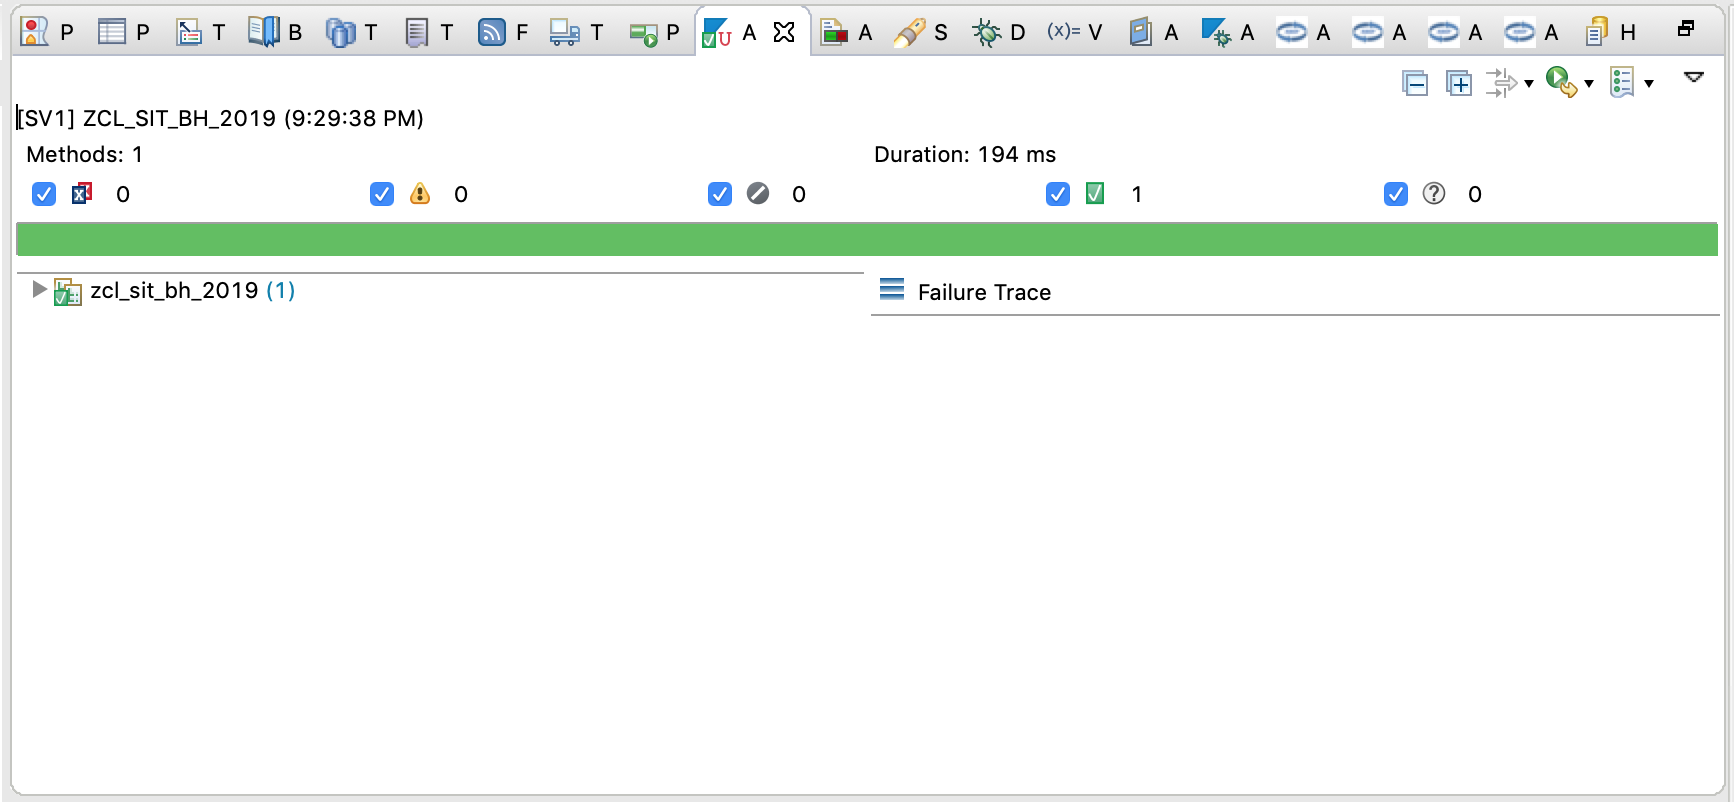 P P T B T T F T P A A S D (x)= V A A A A A A H
[SV1] ZCL_SIT_BH_2019 (9:29:38 PM)
Methods: 1 Duration: 194 ms
0 0 0 1 0
zcl_sit_bh_2019 (1)
Failure Trace